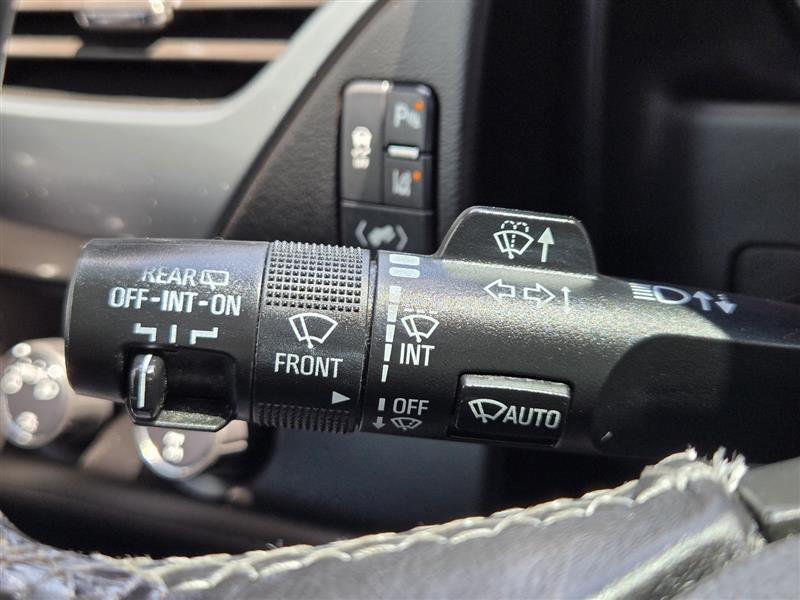 P
REAR
OFF-INT-ON
FRONT
INT
OFF
AUTO